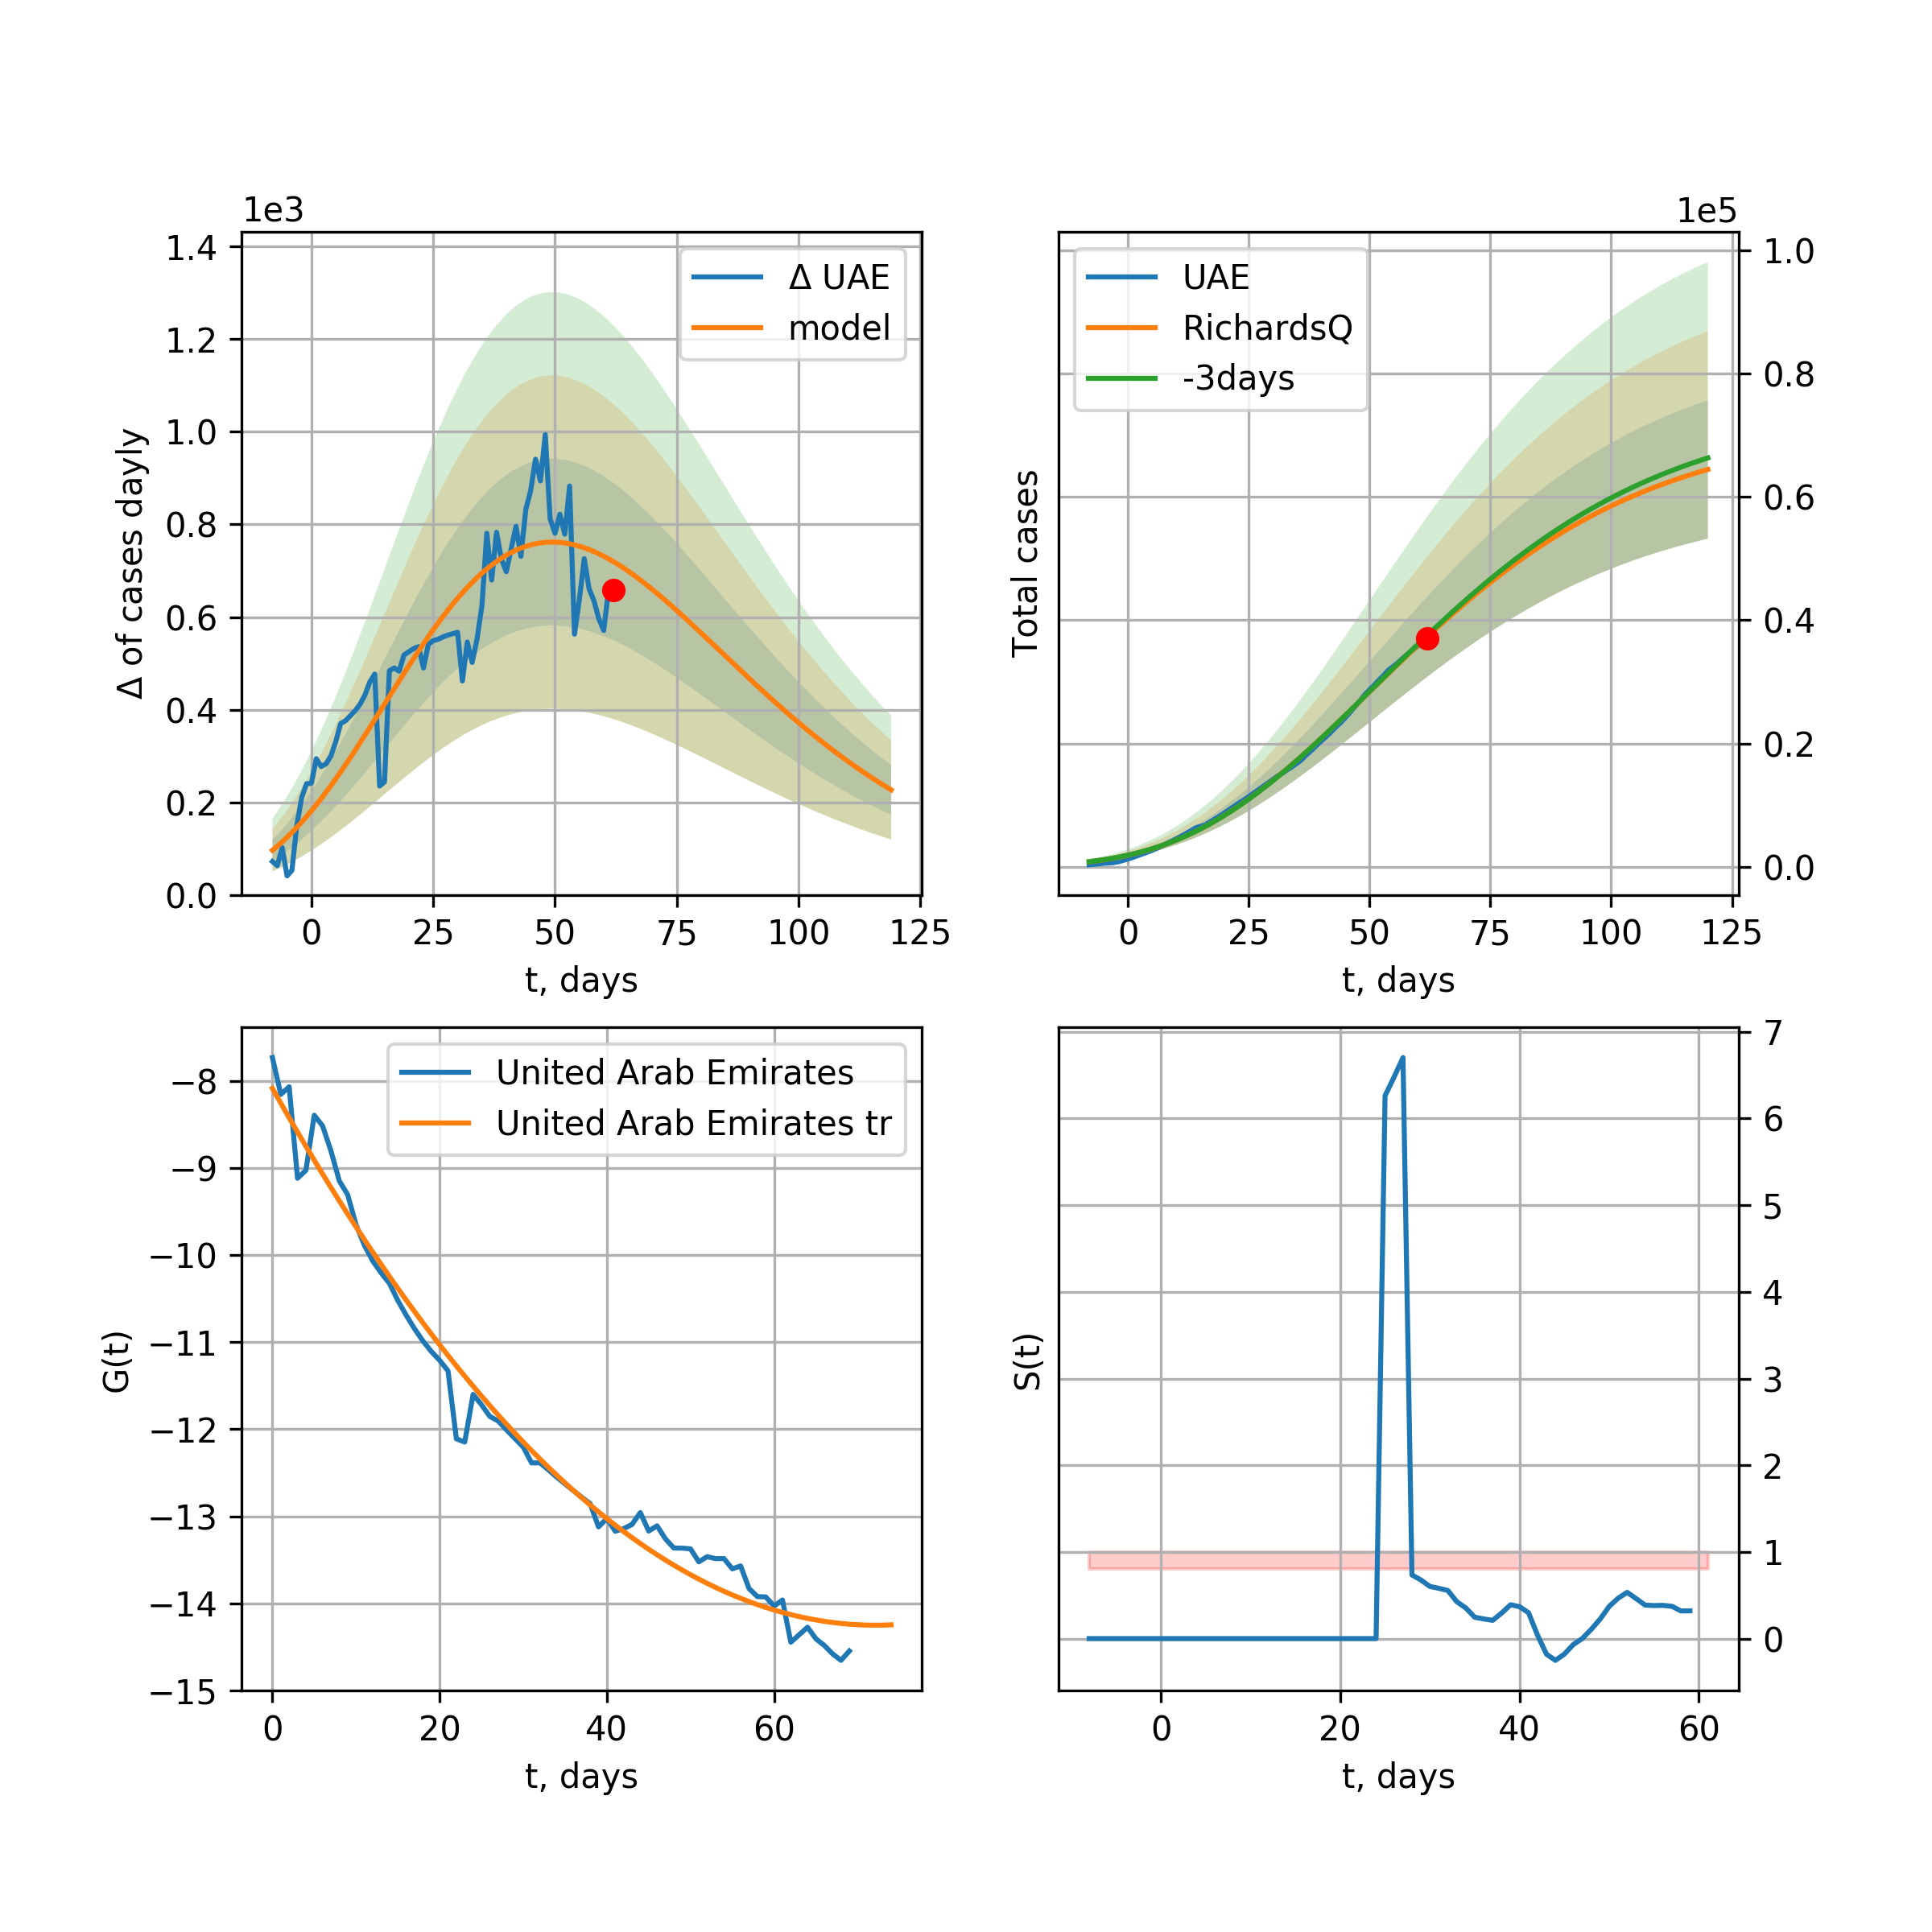 1e3
1.4
1.2
1.0
0.8
0.6
0.4
0.2
0.0
Δ of cases dayly
Δ UAE
model
0 25 50 75 100 125
t, days
1e5
UAE
RichardsQ
-3days
Total cases
1.0
0.8
0.6
0.4
0.2
0.0
0 25 50 75 100 125
t, days
United Arab Emirates
United Arab Emirates tr
G(t)
−8
−9
−10
−11
−12
−13
−14
−15
0 20 40 60
t, days
S(t)
7
6
5
4
3
2
1
0
0 20 40 60
t, days